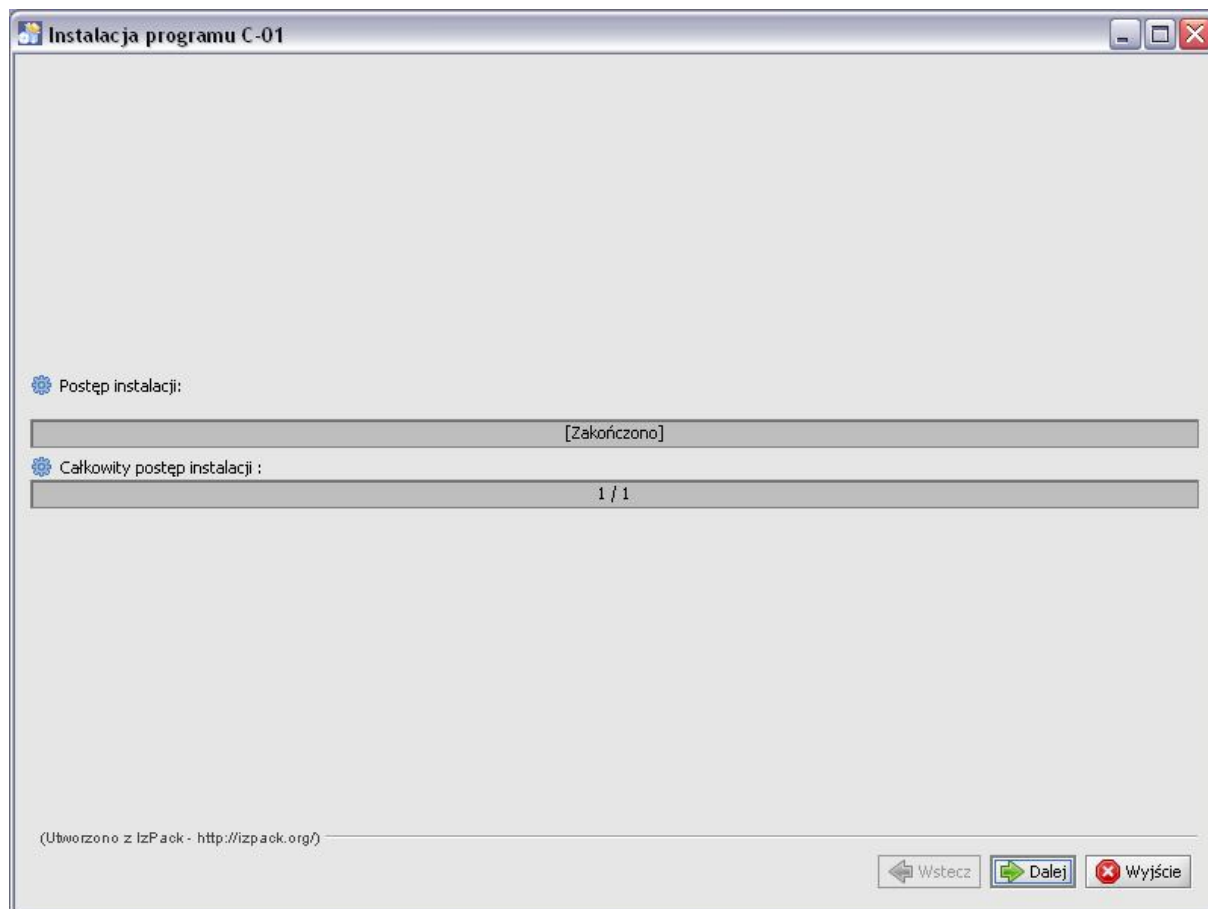 Instalacja programu C-01
Postęp instalacji:
[Zakończono]
Całkowity postęp instalacji :
1 / 1
(Utworzono z IzPack - http://izpack.org/)
Wstecz Dalej Wyjście